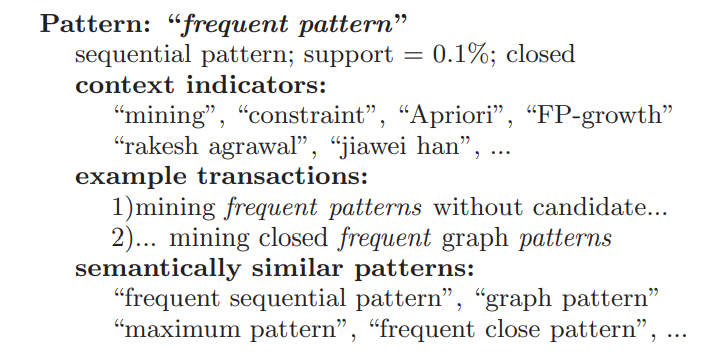 Pattern: “frequent pattern”
sequential pattern; support = 0.1%; closed
context indicators:
“mining”, “constraint”, “Apriori”, “FP-growth”
“rakesh agrawal”, “jiawei han”, ...
example transactions:
1)mining frequent patterns without candidate...
2)... mining closed frequent graph patterns
semantically similar patterns:
“frequent sequential pattern”, “graph pattern”
“maximum pattern”, “frequent close pattern”, ...